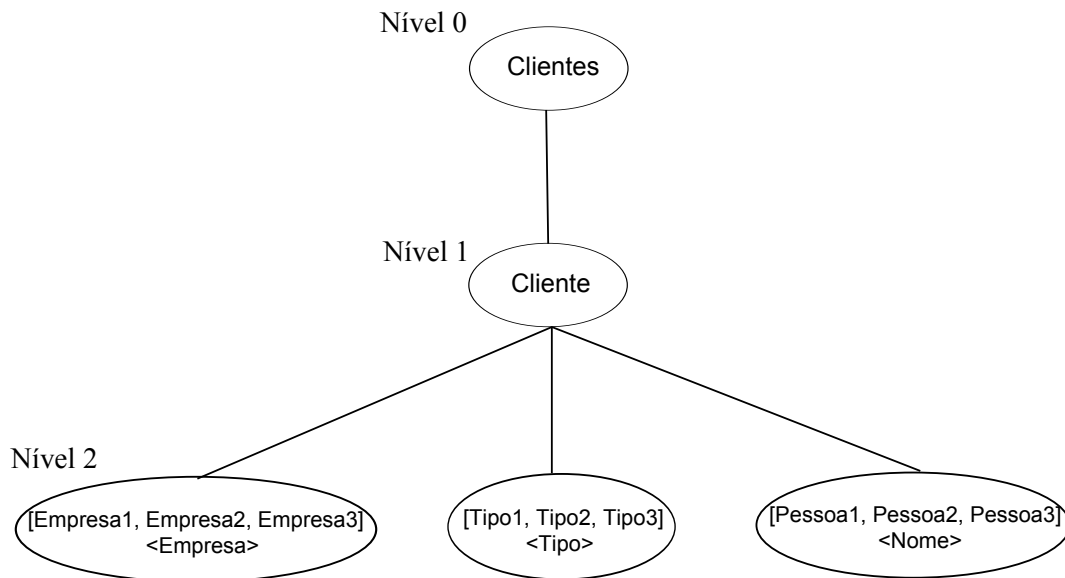 Nível 0
Clientes
Nível 1
Cliente
Nível 2
[Empresa1, Empresa2, Empresa3]
<Empresa>
[Tipo1, Tipo2, Tipo3]
<Tipo>
[Pessoa1, Pessoa2, Pessoa3]
<Nome>